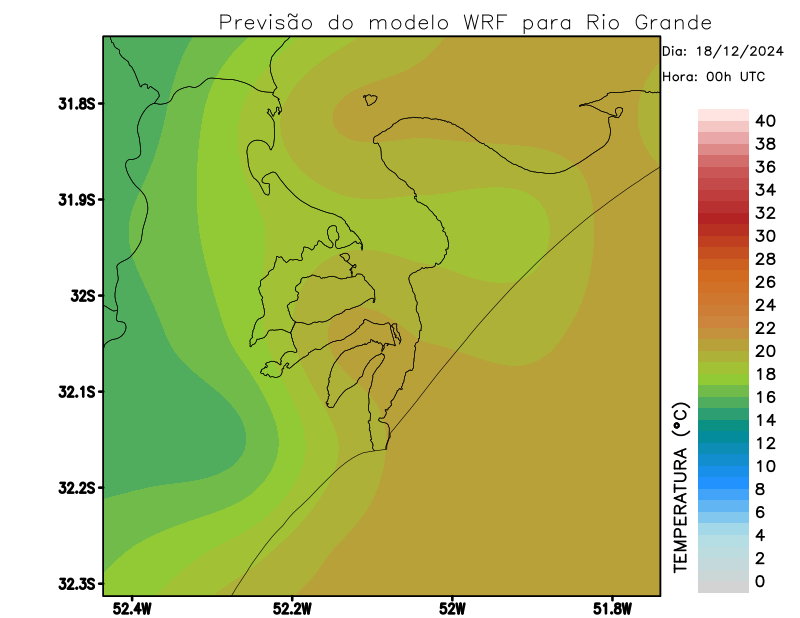 Previsão do modelo WRF para Rio Grande
Dia: 18/12/2024
Hora: 00h UTC
31.8S
31.9S
32S
32.1S
32.2S
32.3S
52.4W
52.2W
52W
51.8W
TEMPERATURA (°C)
40
38
36
34
32
30
28
26
24
22
20
18
16
14
12
10
8
6
4
2
0